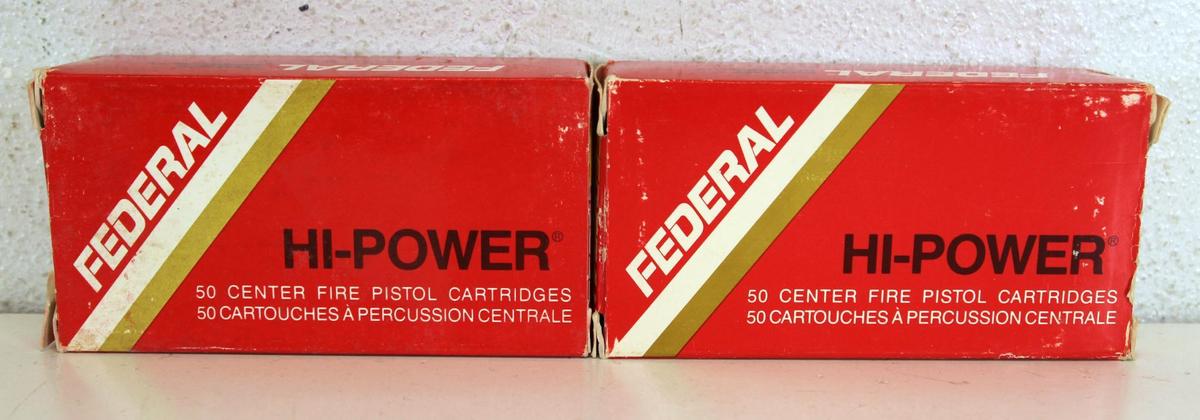 FEDERAL
FEDERAL
HI-POWER®
50 CENTER FIRE PISTOL CARTRIDGES
50 CARTOUCHES À PERCUSSION CENTRALE
FEDERAL
FEDERAL
FEDERAL
HI-POWER®
50 CENTER FIRE PISTOL CARTRIDGES
50 CARTOUCHES À PERCUSSION CENTRALE